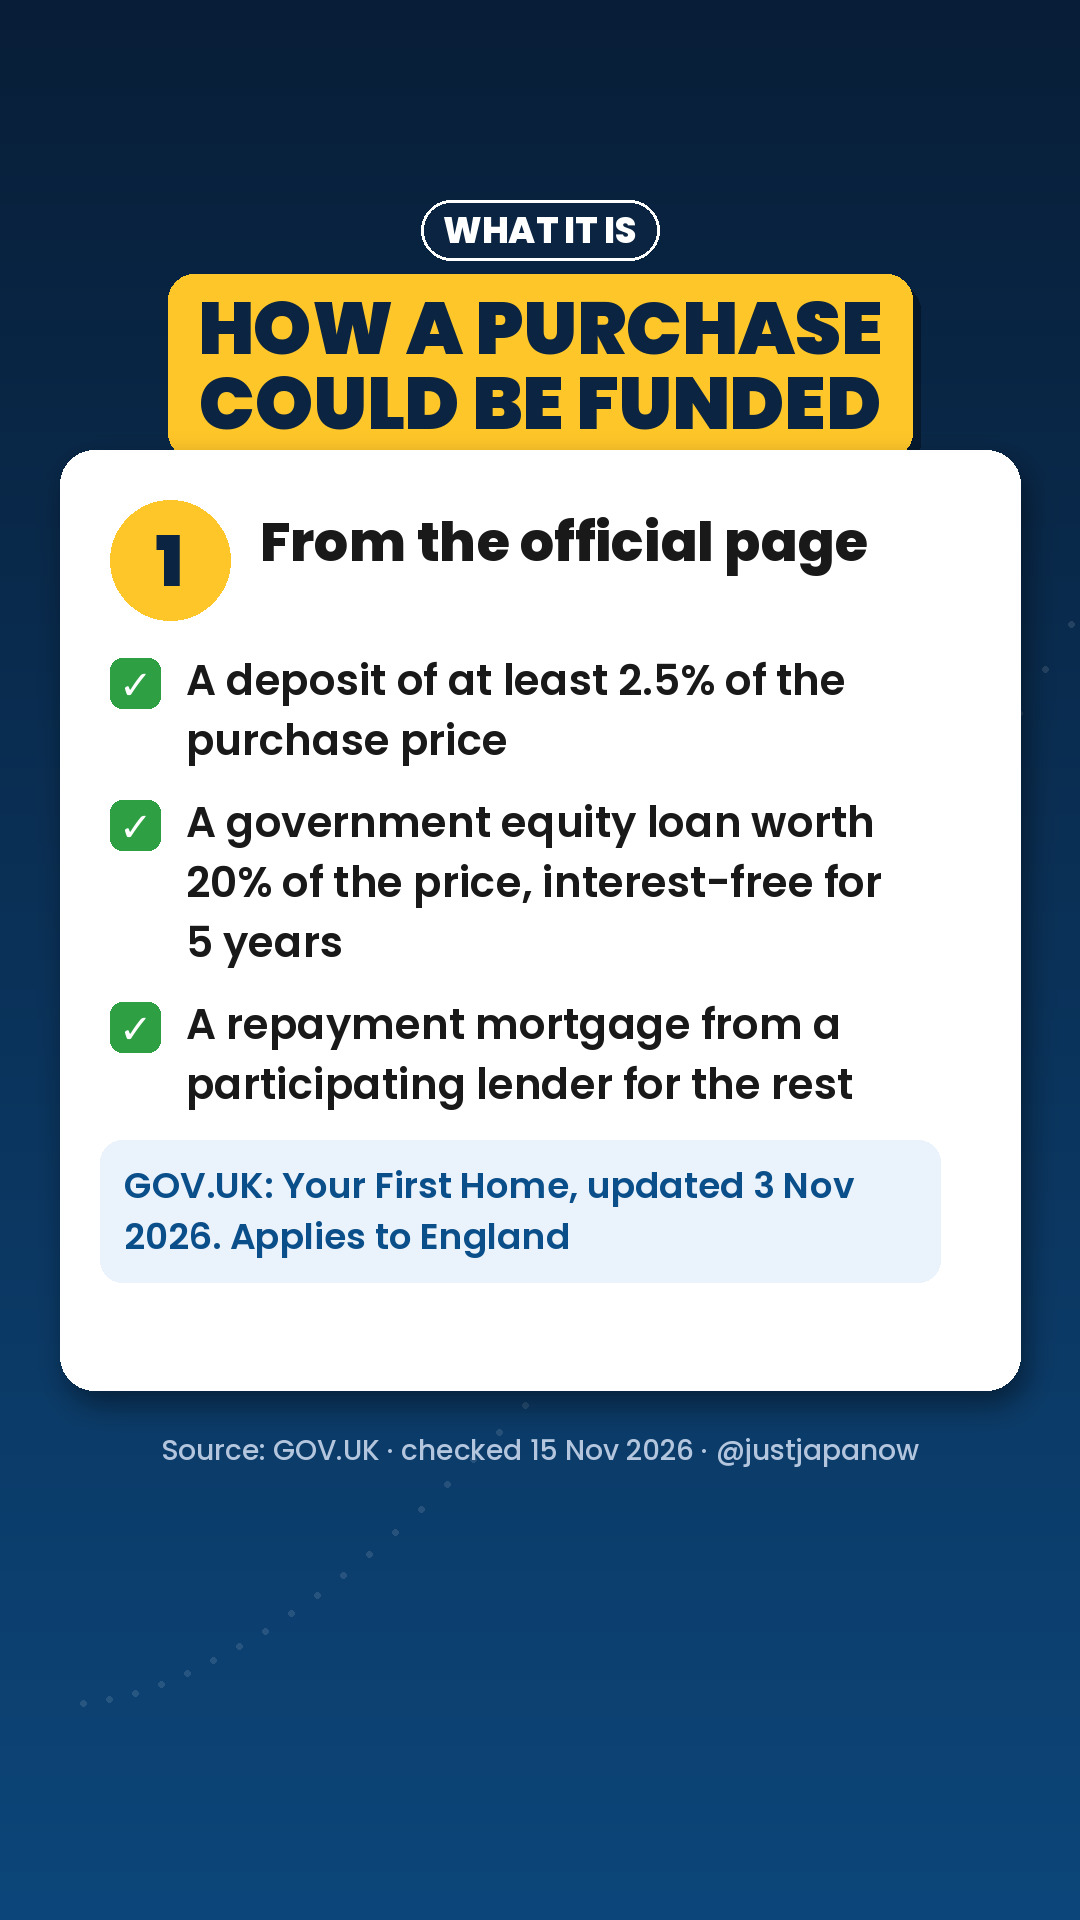 WHAT IT IS
HOW A PURCHASE
COULD BE FUNDED
1
From the official page
✓ A deposit of at least 2.5% of the
purchase price
✓ A government equity loan worth
20% of the price, interest-free for
5 years
✓ A repayment mortgage from a
participating lender for the rest
GOV.UK: Your First Home, updated 3 Nov
2026. Applies to England
Source: GOV.UK · checked 15 Nov 2026 · @justjapanow